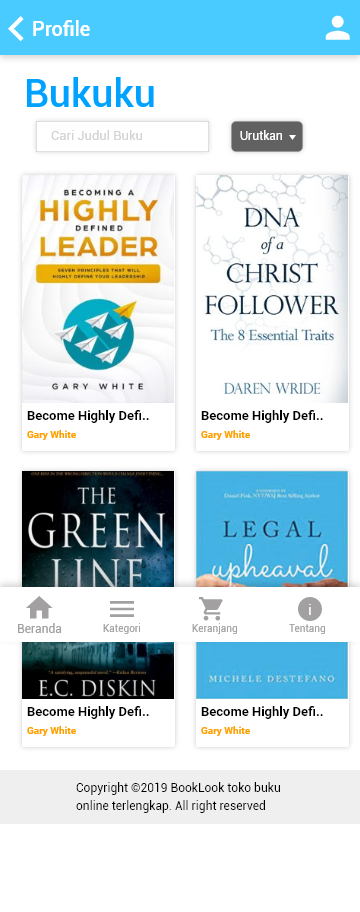 Profile
Bukuku
Cari Judul Buku
Urutkan
BECOMING A
HIGHLY
DEFINED
LEADER
SEVEN PRINCIPLES THAT WILL
HIGHLY DEFINE YOUR LEADERSHIP
GARY WHITE
DNA
of a
CHRIST
FOLLOWER
The 8 Essential Traits
DAREN WRIDE
Become Highly Defi..
Gary White
Become Highly Defi..
Gary White
THE
GREEN
LINE
E.C. DISKIN
LEGAL
upheaval
MICHELE DESTEFANO
Beranda
Kategori
Keranjang
Tentang
Become Highly Defi..
Gary White
Become Highly Defi..
Gary White
Copyright ©2019 BookLook toko buku
online terlengkap. All right reserved